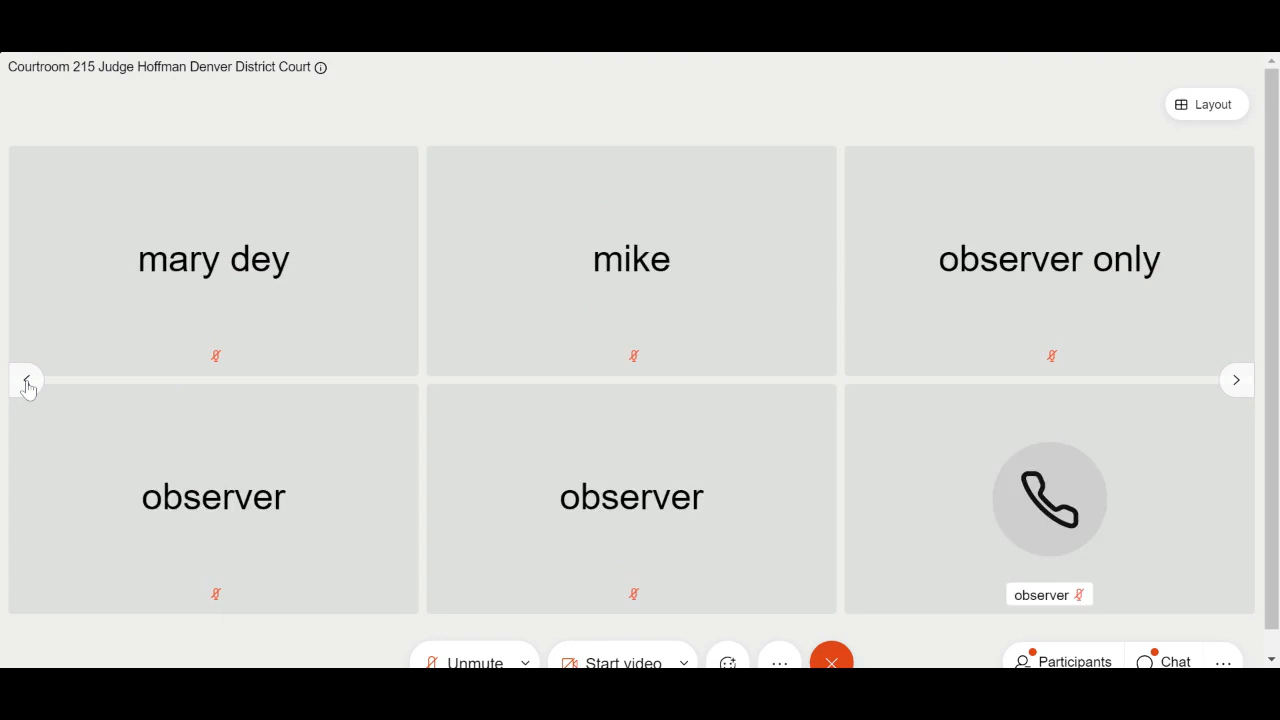 Courtroom 215 Judge Hoffman Denver District Court
Layout
mary dey
mike
observer only
observer
observer
observer
Unmute
Start video
Participants
Chat